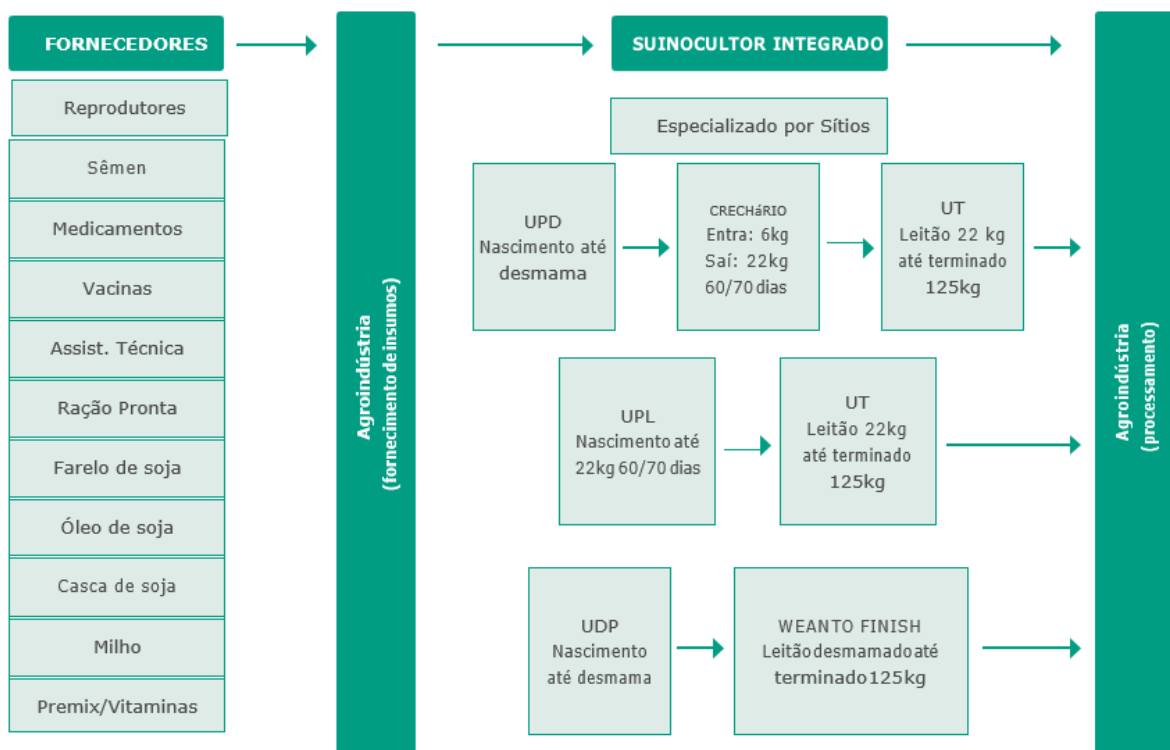 FORNECEDORES
Reprodutores
Sêmen
Medicamentos
Vacinas
Assist. Técnica
Ração Pronta
Farelo de soja
Óleo de soja
Casca de soja
Milho
Premix/Vitaminas
Agroindústria
(fornecimento de insumos)
SUINOCULTOR INTEGRADO
Especializado por Sítios
UPD
Nascimento até
desmama
CRECHáRIO
Entra: 6kg
Saí: 22kg
60/70 dias
UT
Leitão 22 kg
até terminado
125kg
UPL
Nascimento até
22kg 60/70 dias
UT
Leitão 22kg
até terminado
125kg
UDP
Nascimento
até desmama
WEANTO FINISH
Leitão desmamado até
terminado 125kg
Agroindústria
(processamento)